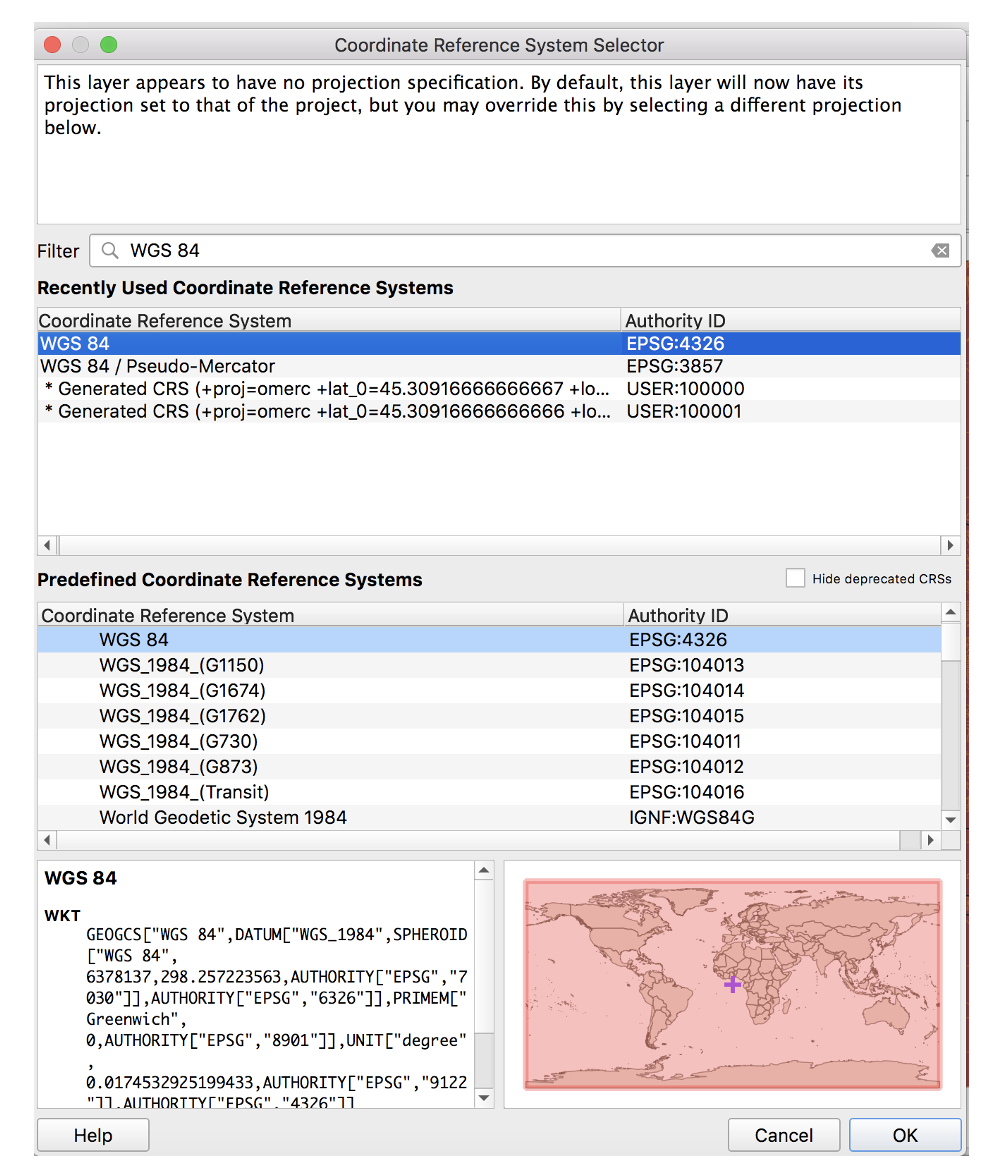 Coordinate Reference System Selector
This layer appears to have no projection specification. By default, this layer will now have its
projection set to that of the project, but you may override this by selecting a different projection
below.
Filter WGS 84
Recently Used Coordinate Reference Systems
Coordinate Reference System Authority ID
WGS 84 EPSG:4326
WGS 84 / Pseudo-Mercator EPSG:3857
* Generated CRS (+proj=omerc +lat_0=45.30916666666667 +lo... USER:100000
* Generated CRS (+proj=omerc +lat_0=45.30916666666666 +lo... USER:100001
Predefined Coordinate Reference Systems Hide deprecated CRSs
Coordinate Reference System Authority ID
WGS 84 EPSG:4326
WGS_1984_(G1150) EPSG:104013
WGS_1984_(G1674) EPSG:104014
WGS_1984_(G1762) EPSG:104015
WGS_1984_(G730) EPSG:104011
WGS_1984_(G873) EPSG:104012
WGS_1984_(Transit) EPSG:104016
World Geodetic System 1984 IGNF:WGS84G
WGS 84
WKT
GEOGCS["WGS 84",DATUM["WGS_1984",SPHEROID
["WGS 84",
6378137,298.257223563,AUTHORITY["EPSG","7
030"]],AUTHORITY["EPSG","6326"]],PRIMEM["
Greenwich",
0,AUTHORITY["EPSG","8901"]],UNIT["degree"
,
0.0174532925199433,AUTHORITY["EPSG","9122
"]],AUTHORITY["EPSG","4326"]]
Help Cancel OK